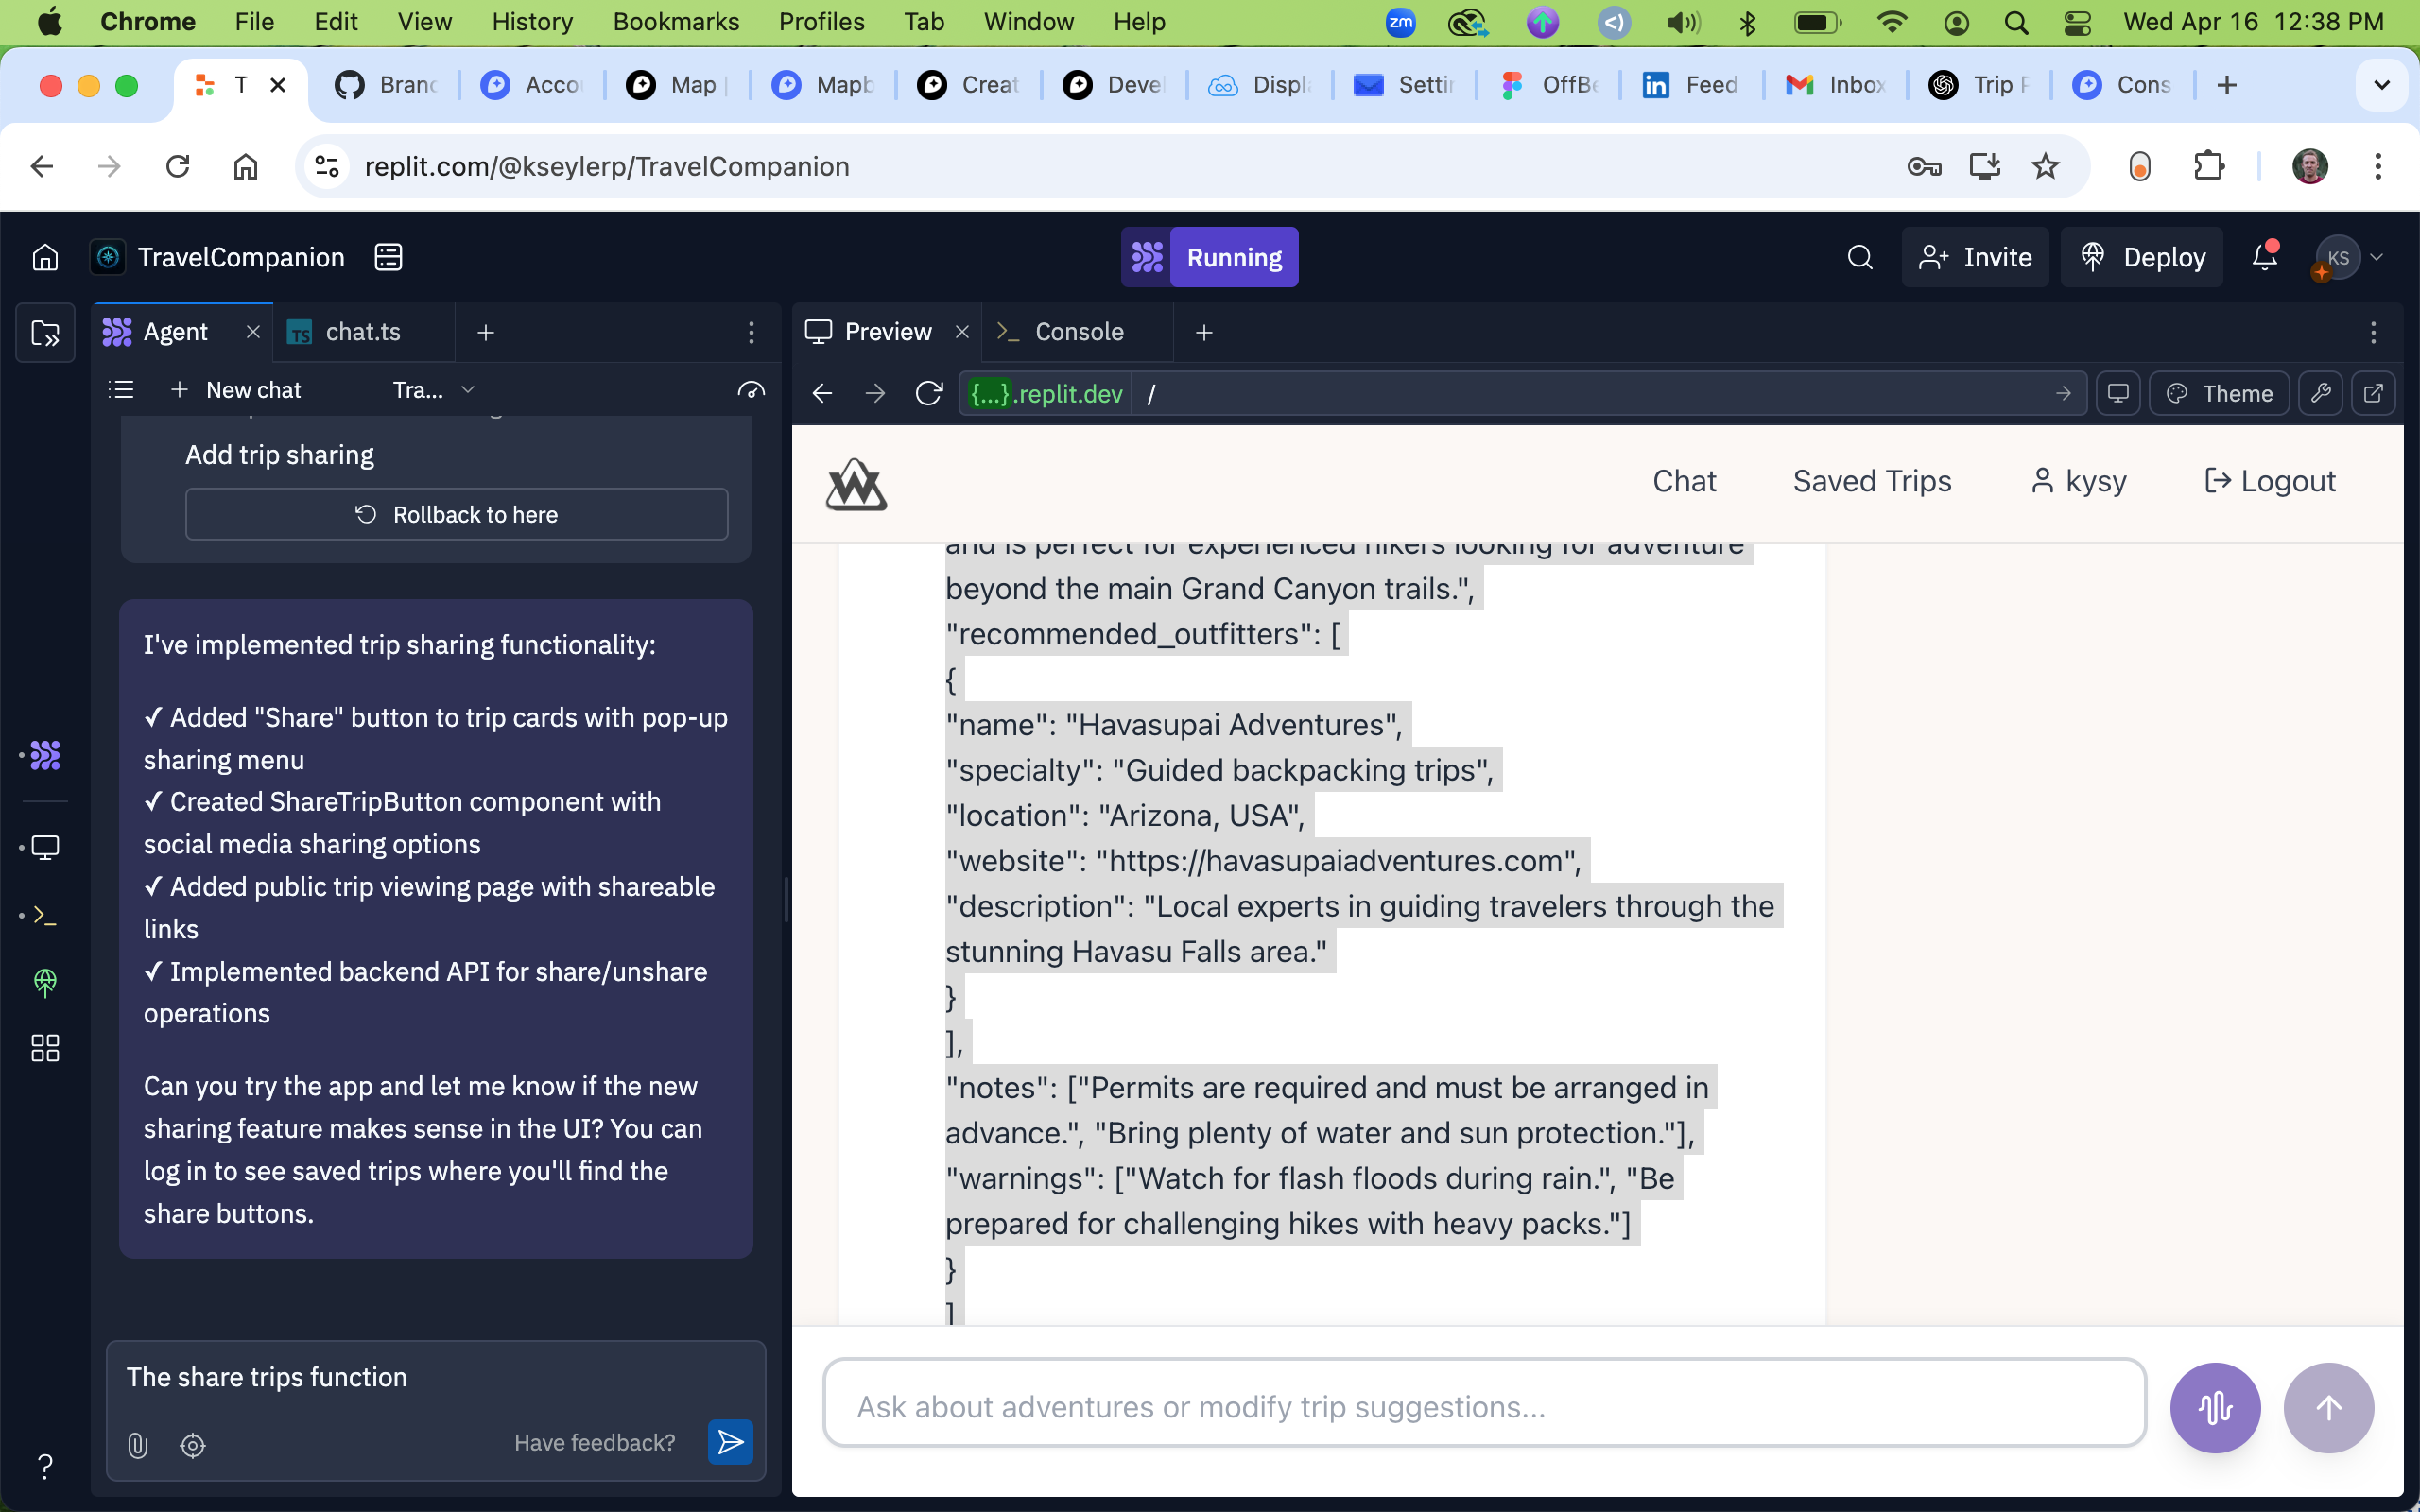 Chrome File Edit View History Bookmarks Profiles Tab Window Help zm Wed Apr 16 12:38 PM
T Branc Accou Map Mapb Creat Devel Displa Settin OffBe Feed Inbox Trip P Cons
replit.com/@kseylerp/TravelCompanion
TravelCompanion Running Invite Deploy KS
Agent TS chat.ts
New chat Tra...
Add trip sharing
Rollback to here
I've implemented trip sharing functionality:
✓ Added "Share" button to trip cards with pop-up
sharing menu
✓ Created ShareTripButton component with
social media sharing options
✓ Added public trip viewing page with shareable
links
✓ Implemented backend API for share/unshare
operations
Can you try the app and let me know if the new
sharing feature makes sense in the UI? You can
log in to see saved trips where you'll find the
share buttons.
The share trips function
Have feedback?
Preview Console
{...}.replit.dev / Theme
Chat Saved Trips kysy Logout
and is perfect for experienced hikers looking for adventure
beyond the main Grand Canyon trails.",
"recommended_outfitters": [
{
"name": "Havasupai Adventures",
"specialty": "Guided backpacking trips",
"location": "Arizona, USA",
"website": "https://havasupaiadventures.com",
"description": "Local experts in guiding travelers through the
stunning Havasu Falls area."
}
],
"notes": ["Permits are required and must be arranged in
advance.", "Bring plenty of water and sun protection."],
"warnings": ["Watch for flash floods during rain.", "Be
prepared for challenging hikes with heavy packs."]
}
]
Ask about adventures or modify trip suggestions...